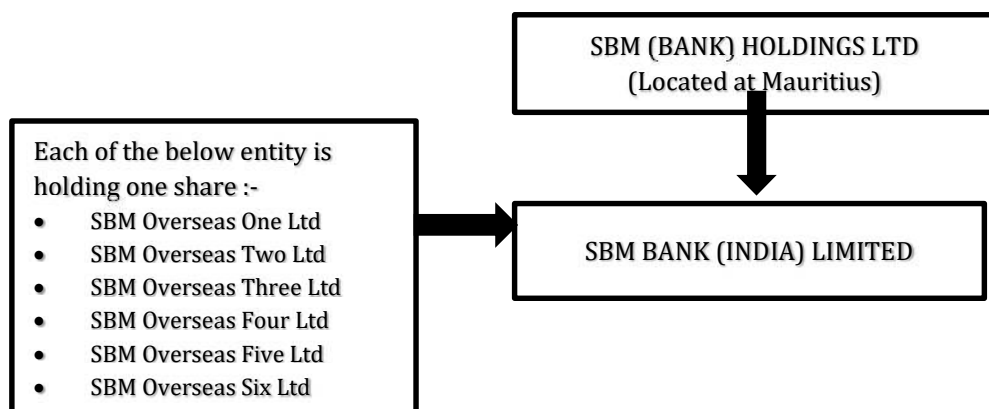 SBM (BANK) HOLDINGS LTD
(Located at Mauritius)
Each of the below entity is
holding one share :-
• SBM Overseas One Ltd
• SBM Overseas Two Ltd
• SBM Overseas Three Ltd
• SBM Overseas Four Ltd
• SBM Overseas Five Ltd
• SBM Overseas Six Ltd
SBM BANK (INDIA) LIMITED